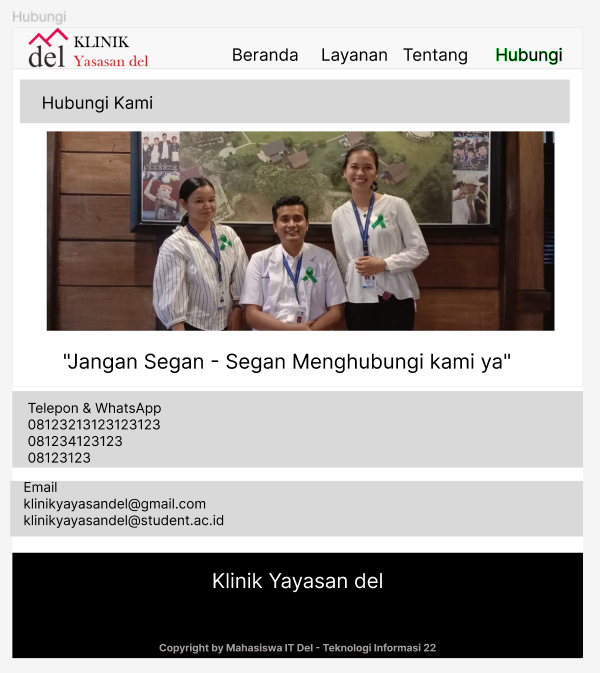 Hubungi
del KLINIK
Yasasan del
Beranda Layanan Tentang Hubungi
Hubungi Kami
"Jangan Segan - Segan Menghubungi kami ya"
Telepon & WhatsApp
08123213123123123
081234123123
08123123
Email
klinikyayasandel@gmail.com
klinikyayasandel@student.ac.id
Klinik Yayasan del
Copyright by Mahasiswa IT Del - Teknologi Informasi 22